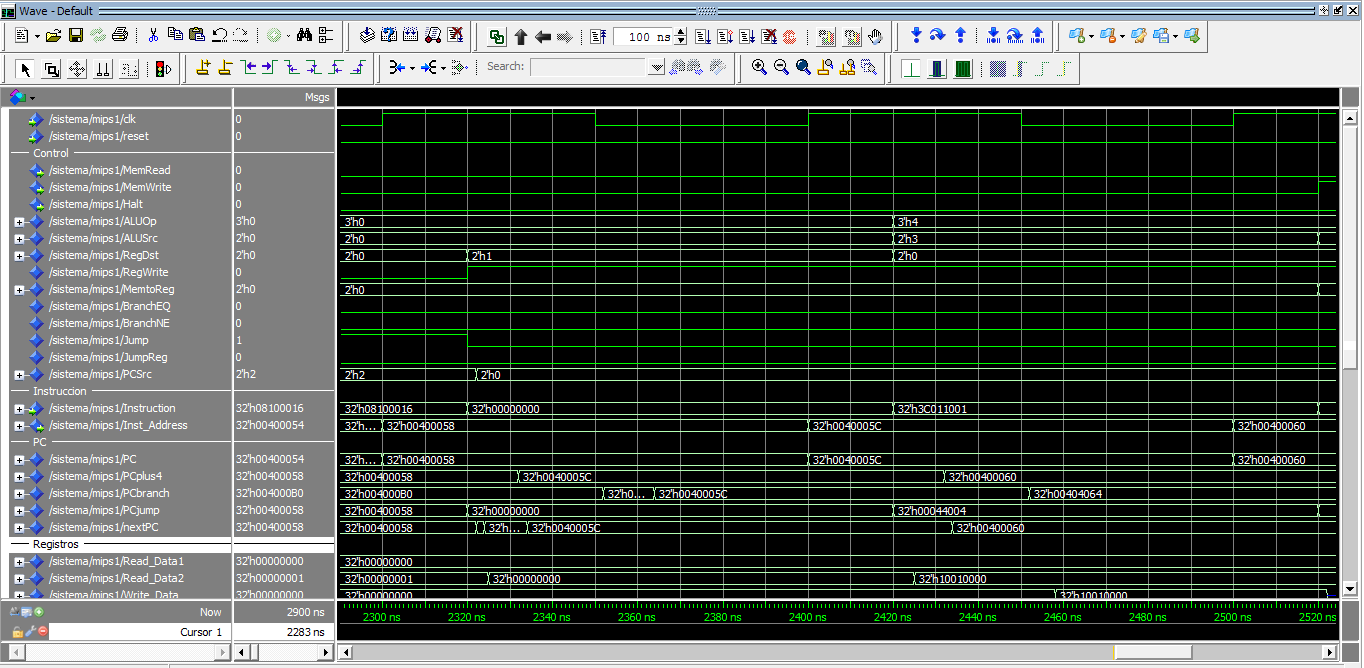 Wave - Default
100 ns
Search:
Msgs
/sistema/mips1/clk 0
/sistema/mips1/reset 0
Control
/sistema/mips1/MemRead 0
/sistema/mips1/MemWrite 0
/sistema/mips1/Halt 0
/sistema/mips1/ALUOp 3'h0 3'h0 3'h4
/sistema/mips1/ALUSrc 2'h0 2'h0 2'h3
/sistema/mips1/RegDst 2'h0 2'h0 2'h1 2'h0
/sistema/mips1/RegWrite 0
/sistema/mips1/MemtoReg 2'h0 2'h0
/sistema/mips1/BranchEQ 0
/sistema/mips1/BranchNE 0
/sistema/mips1/Jump 1
/sistema/mips1/JumpReg 0
/sistema/mips1/PCSrc 2'h2 2'h2 2'h0
Instruccion
/sistema/mips1/Instruction 32'h08100016 32'h08100016 32'h00000000 32'h3C011001
/sistema/mips1/Inst_Address 32'h00400054 32'h... 32'h00400058 32'h0040005C 32'h00400060
PC
/sistema/mips1/PC 32'h00400054 32'h... 32'h00400058 32'h0040005C 32'h00400060
/sistema/mips1/PCplus4 32'h00400058 32'h00400058 32'h0040005C 32'h00400060
/sistema/mips1/PCbranch 32'h004000B0 32'h004000B0 32'h0... 32'h0040005C 32'h00404064
/sistema/mips1/PCjump 32'h00400058 32'h00400058 32'h00000000 32'h00044004
/sistema/mips1/nextPC 32'h00400058 32'h00400058 32'h... 32'h0040005C 32'h00400060
Registros
/sistema/mips1/Read_Data1 32'h00000000 32'h00000000
/sistema/mips1/Read_Data2 32'h00000001 32'h00000001 32'h00000000 32'h10010000
/sistema/mips1/Write_Data 32'h00000000 32'h00000000 32'h10010000
Now 2900 ns
2300 ns 2320 ns 2340 ns 2360 ns 2380 ns 2400 ns 2420 ns 2440 ns 2460 ns 2480 ns 2500 ns 2520 ns
Cursor 1 2283 ns